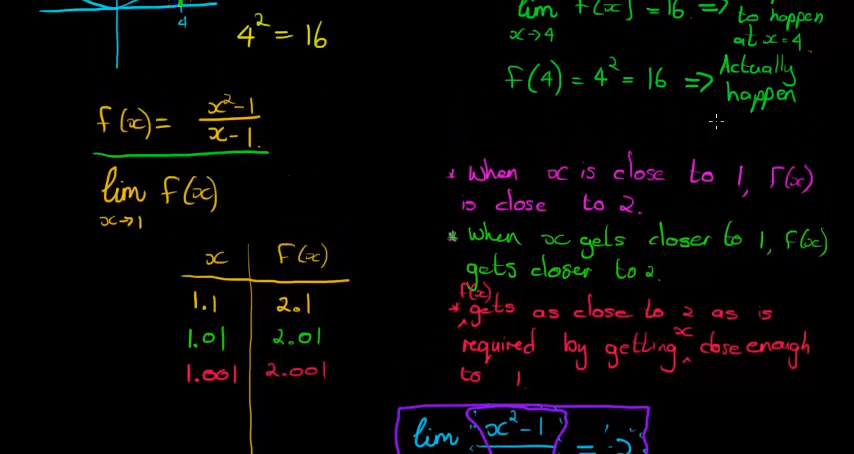 4
4² = 16
lim f(x) = 16 ⇒ to happen
x→4
at x=4.
f(4) = 4² = 16 ⇒ Actually
happen
f(x) = x²-1
x-1
lim f(x)
x→1
x f(x)
1.1 2.1
1.01 2.01
1.001 2.001
* When x is close to 1, f(x)
is close to 2.
* When x gets closer to 1, f(x)
gets closer to 2.
* f(x) gets as close to 2 as is
required by getting x close enough
to 1.
lim x²-1 =